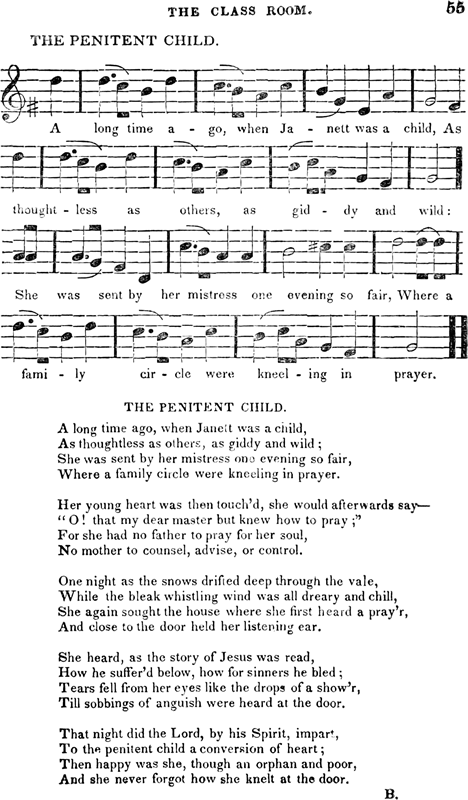 THE CLASS ROOM. 55
THE PENITENT CHILD.
A long time a - go, when Ja - nett was a child, As
thought - less as others, as gid - dy and wild :
She was sent by her mistress one evening so fair, Where a
fami - ly cir - cle were kneel - ing in prayer.
THE PENITENT CHILD.
A long time ago, when Janett was a child,
As thoughtless as others, as giddy and wild ;
She was sent by her mistress one evening so fair,
Where a family circle were kneeling in prayer.
Her young heart was then touch'd, she would afterwards say—
“O! that my dear master but knew how to pray ;”
For she had no father to pray for her soul,
No mother to counsel, advise, or control.
One night as the snows drifted deep through the vale,
While the bleak whistling wind was all dreary and chill,
She again sought the house where she first heard a pray'r,
And close to the door held her listening ear.
She heard, as the story of Jesus was read,
How he suffer'd below, how for sinners he bled ;
Tears fell from her eyes like the drops of a show'r,
Till sobbings of anguish were heard at the door.
That night did the Lord, by his Spirit, impart,
To the penitent child a conversion of heart ;
Then happy was she, though an orphan and poor,
And she never forgot how she knelt at the door.
B.